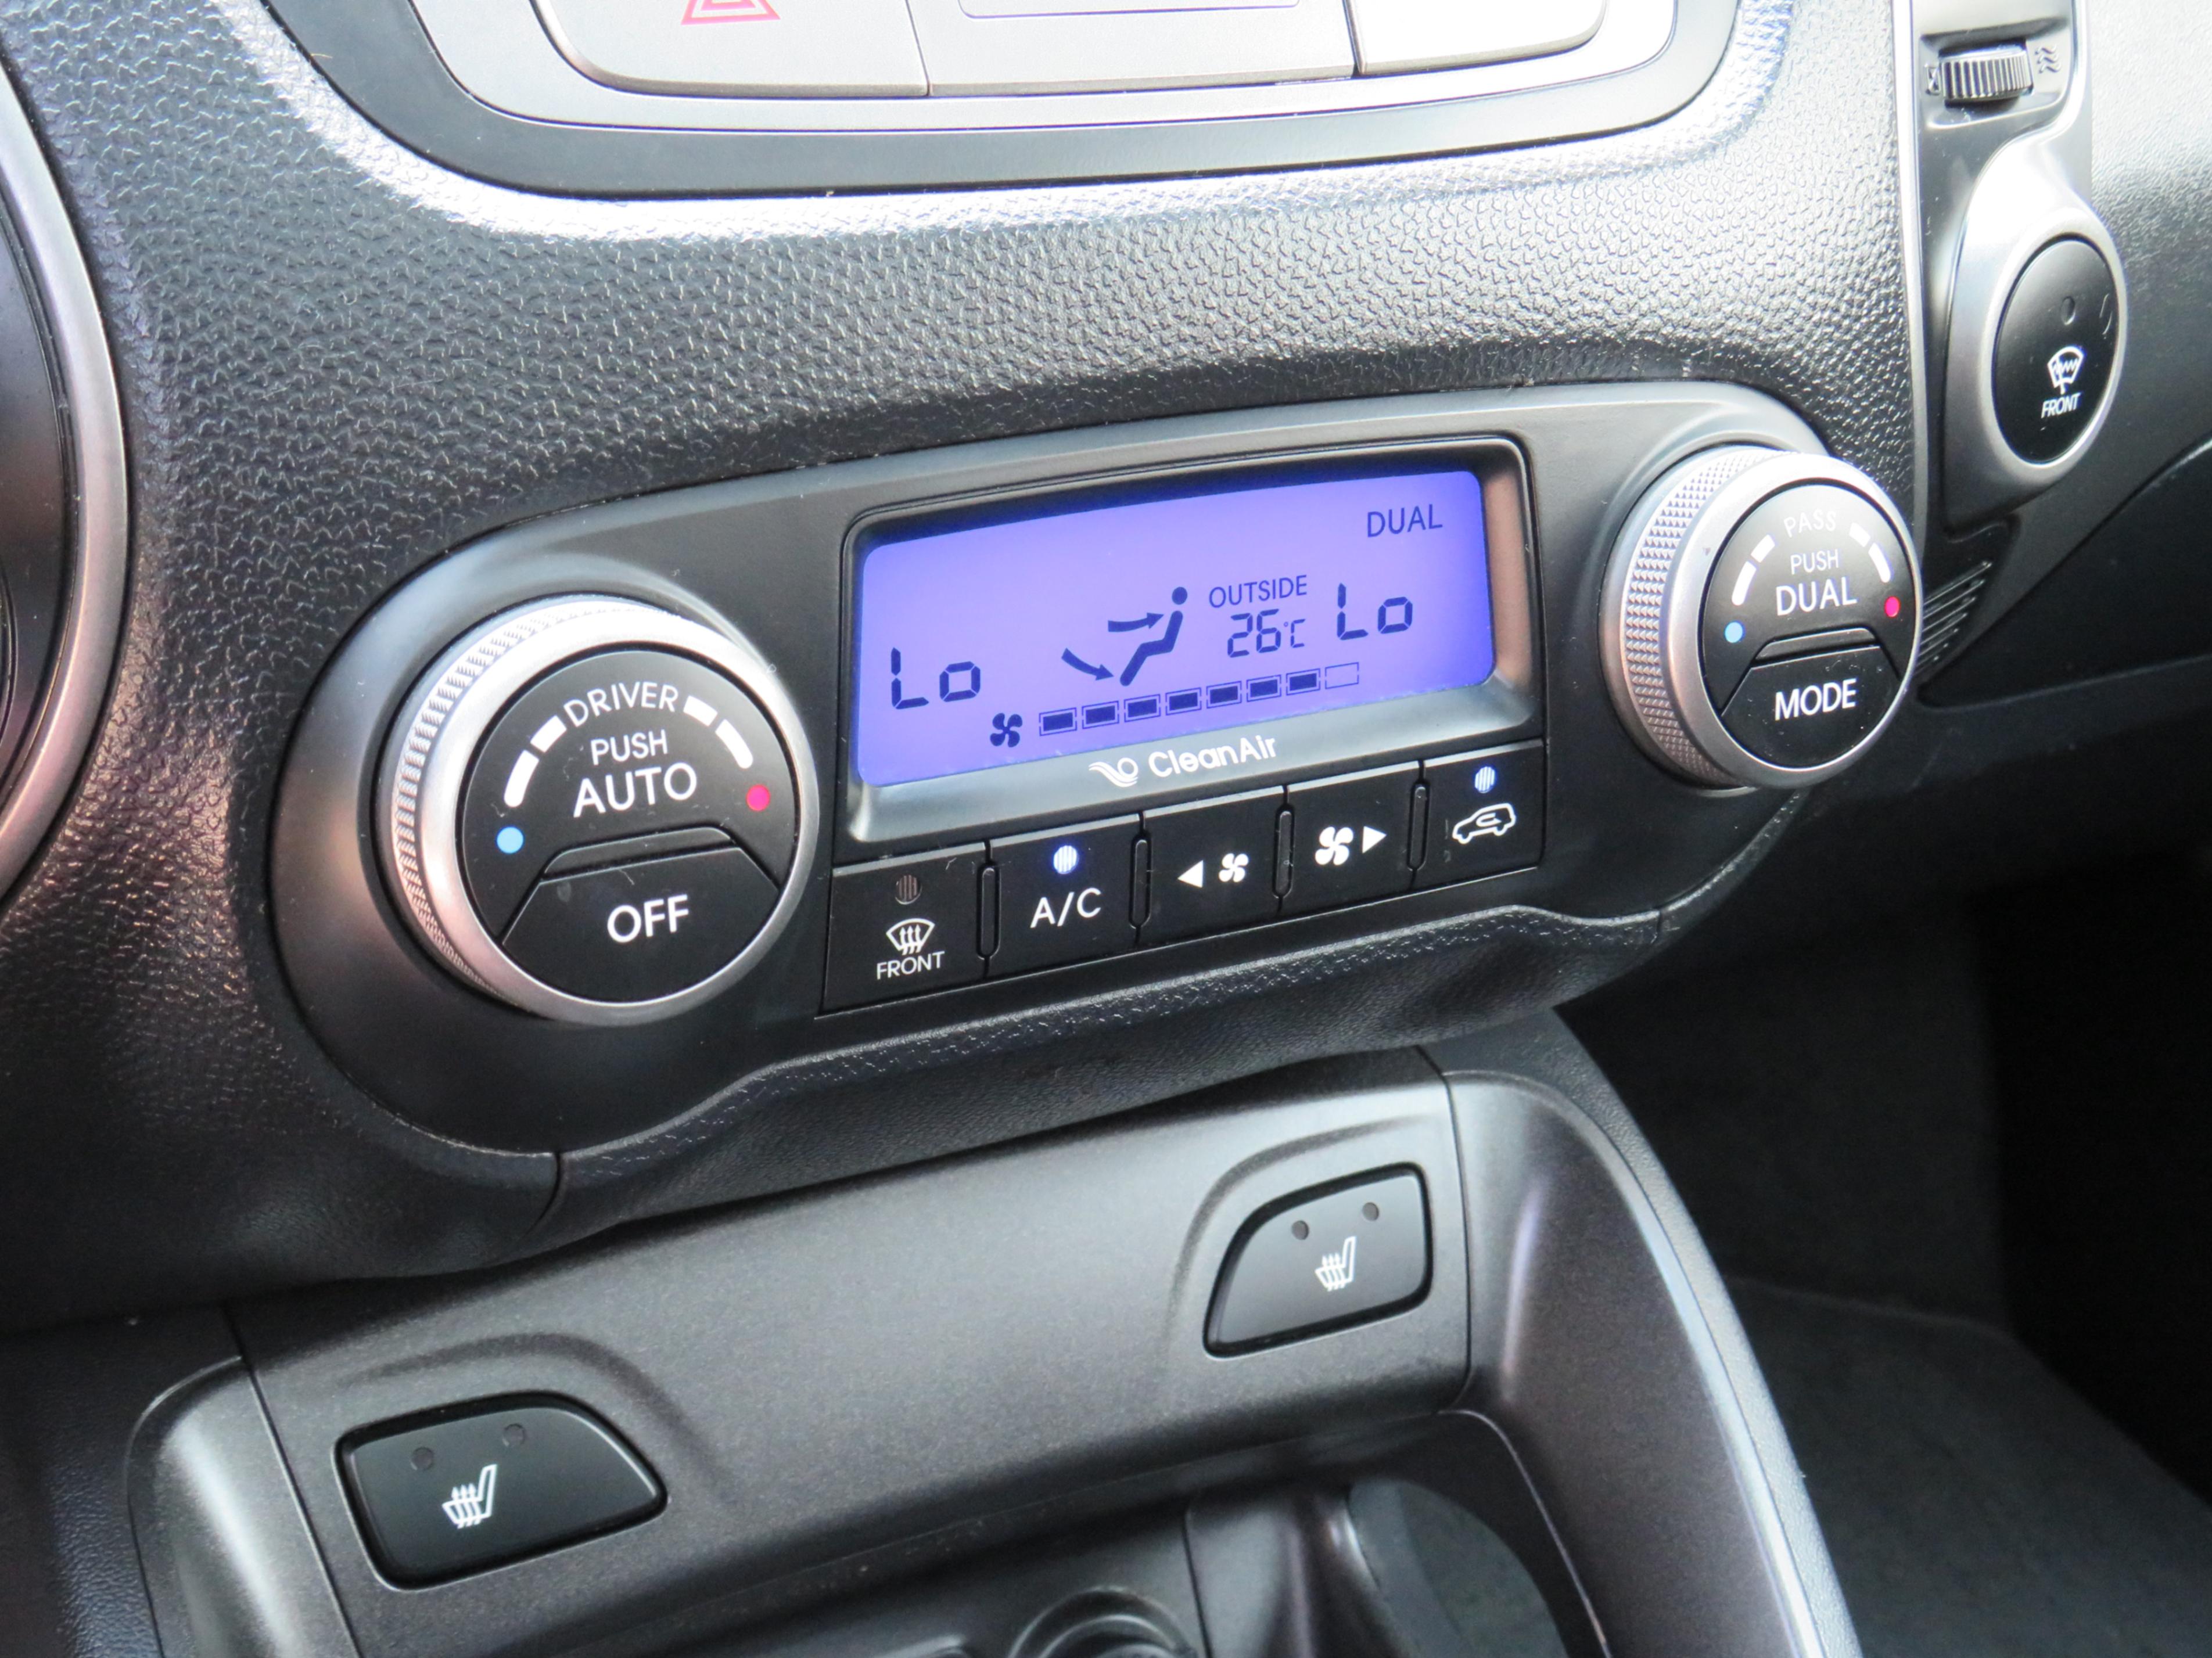 DUAL
OUTSIDE
Lo
26°C
Lo
CleanAir
DRIVER
PUSH
AUTO
OFF
FRONT
A/C
PASS
PUSH
DUAL
MODE
FRONT